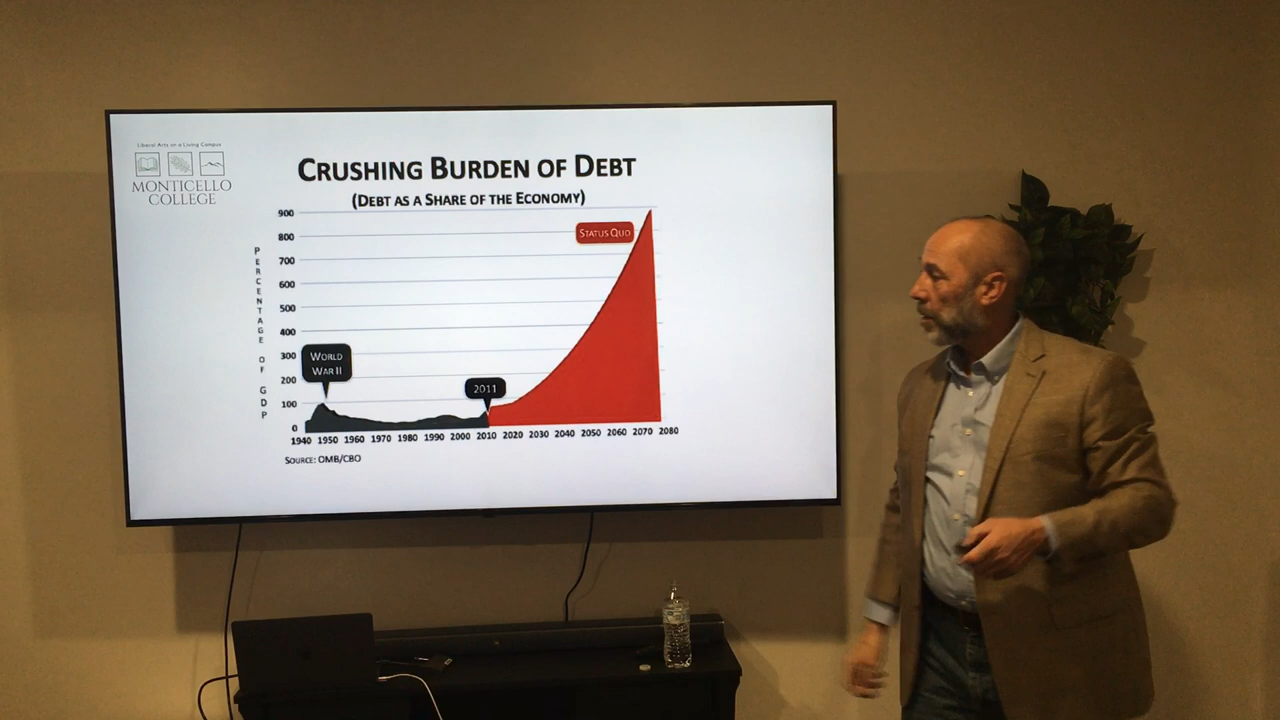 Liberal Arts on a Living Campus
MONTICELLO
COLLEGE
CRUSHING BURDEN OF DEBT
(DEBT AS A SHARE OF THE ECONOMY)
PERCENTAGE OF GDP
900
800
700
600
500
400
300
200
100
0
STATUS QUO
WORLD
WAR II
2011
1940 1950 1960 1970 1980 1990 2000 2010 2020 2030 2040 2050 2060 2070 2080
SOURCE: OMB/CBO